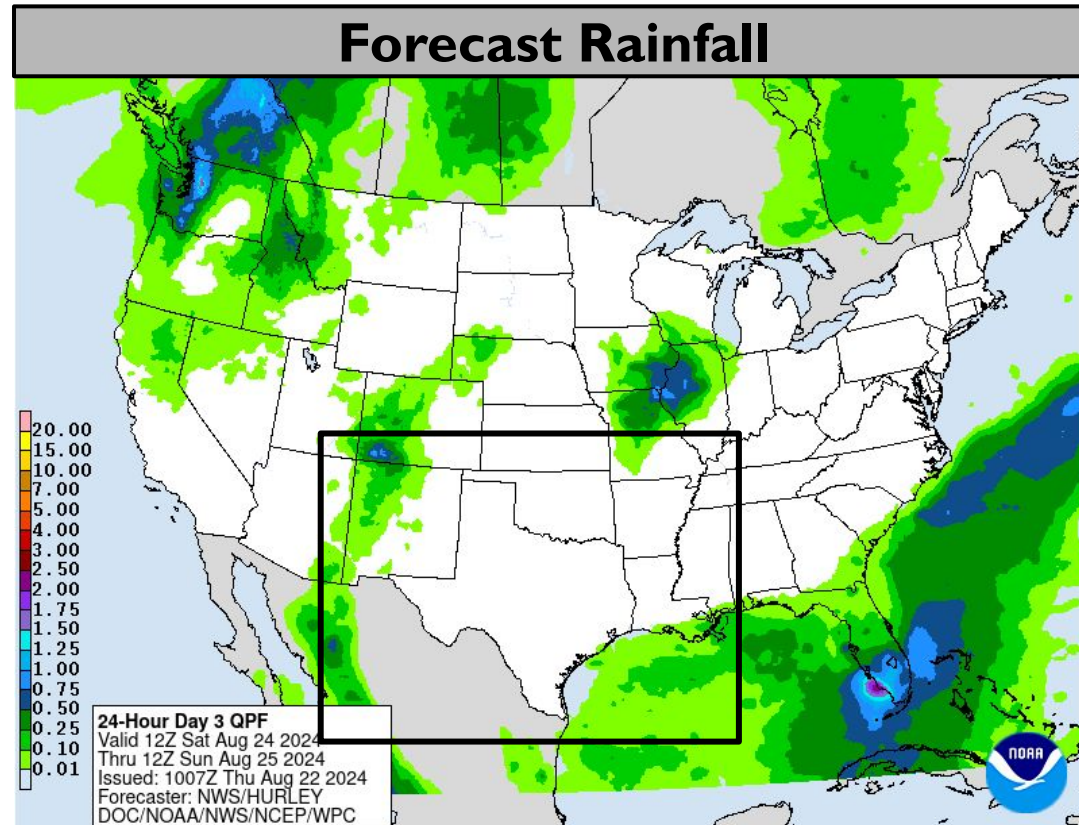 Forecast Rainfall
20.00
15.00
10.00
7.00
5.00
4.00
3.00
2.50
2.00
1.75
1.50
1.25
1.00
0.75
0.50
0.25
0.10
0.01
24-Hour Day 3 QPF
Valid 12Z Sat Aug 24 2024
Thru 12Z Sun Aug 25 2024
Issued: 1007Z Thu Aug 22 2024
Forecaster: NWS/HURLEY
DOC/NOAA/NWS/NCEP/WPC
NOAA